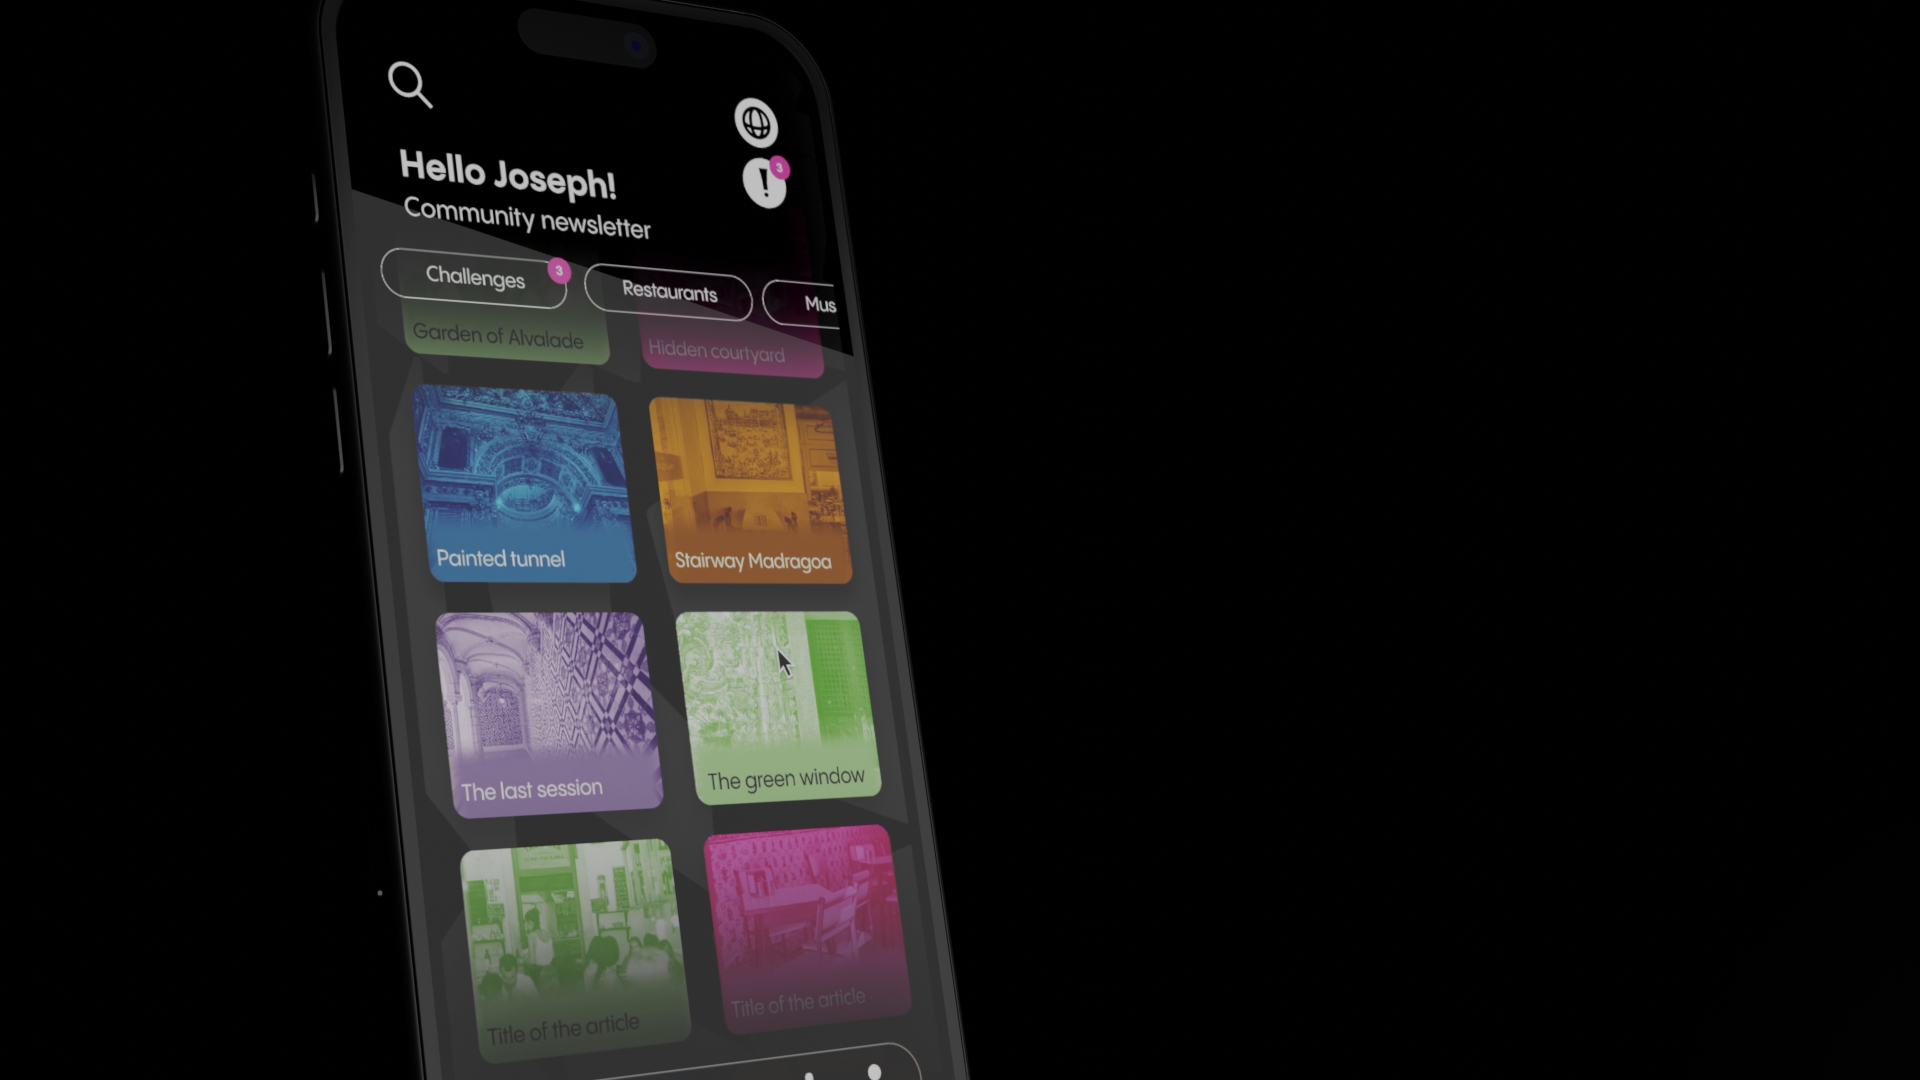 Hello Joseph!
3
Community newsletter
Challenges
3
Restaurants
Mus
Garden of Alvalade
Hidden courtyard
Painted tunnel
Stairway Madragoa
The last session
The green window
Title of the article
Title of the article